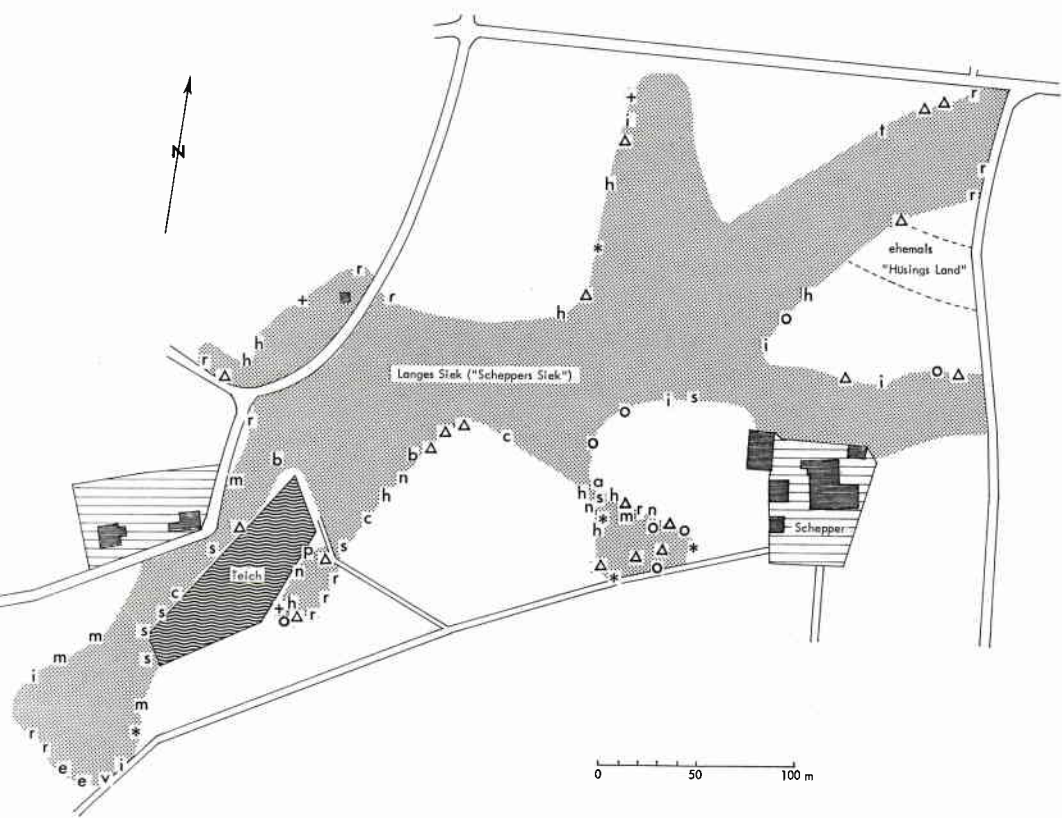 r
i
t
N
r
h
r
ehemals
"Hüsings Land"
r
r
h
h
h
i
r h
Langes Siek ("Scheppers Siek")
i
i s
r
c
b b
m n
a
h
h s h
n m i r n
c
h
Schepper
s s
p
Teich n r
c
h r
s r
s m
s m
i
m
r
r
e e v i
0 50 100 m